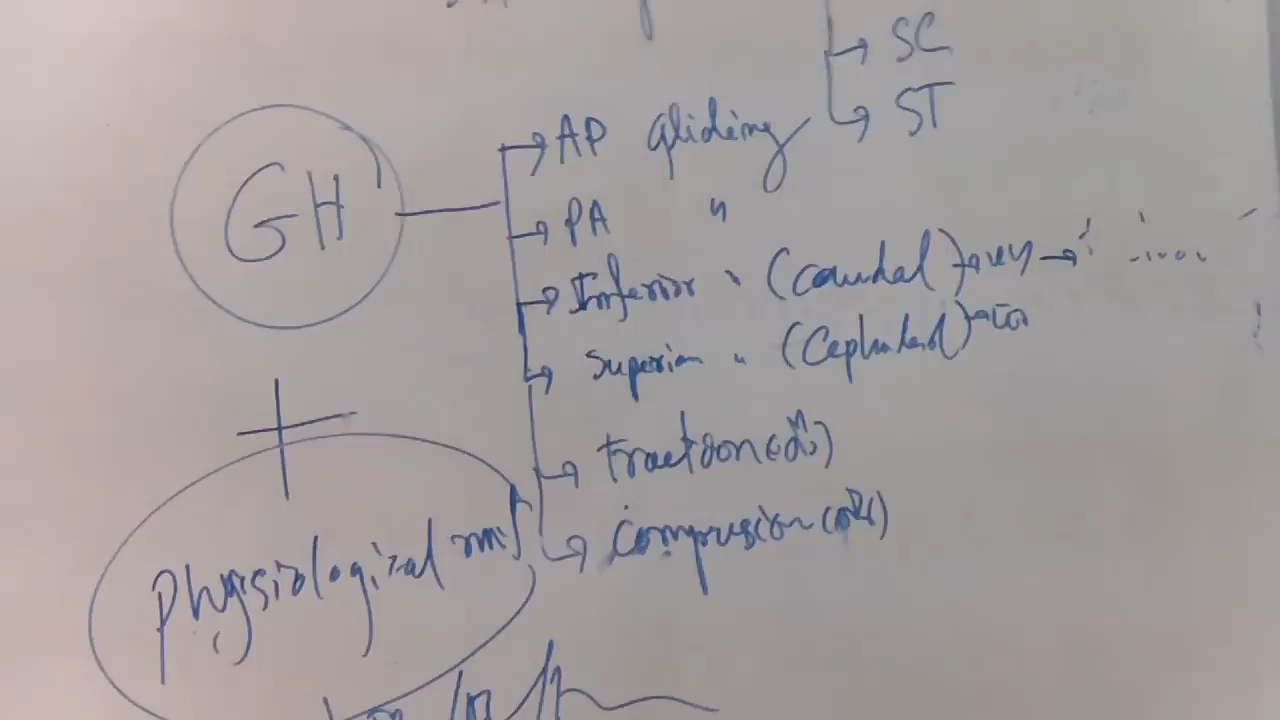 SC
ST
GH
AP gliding
PA "
Inferior " (caudal)
Superior " (Cephalad)
+
traction
Physiological
compression